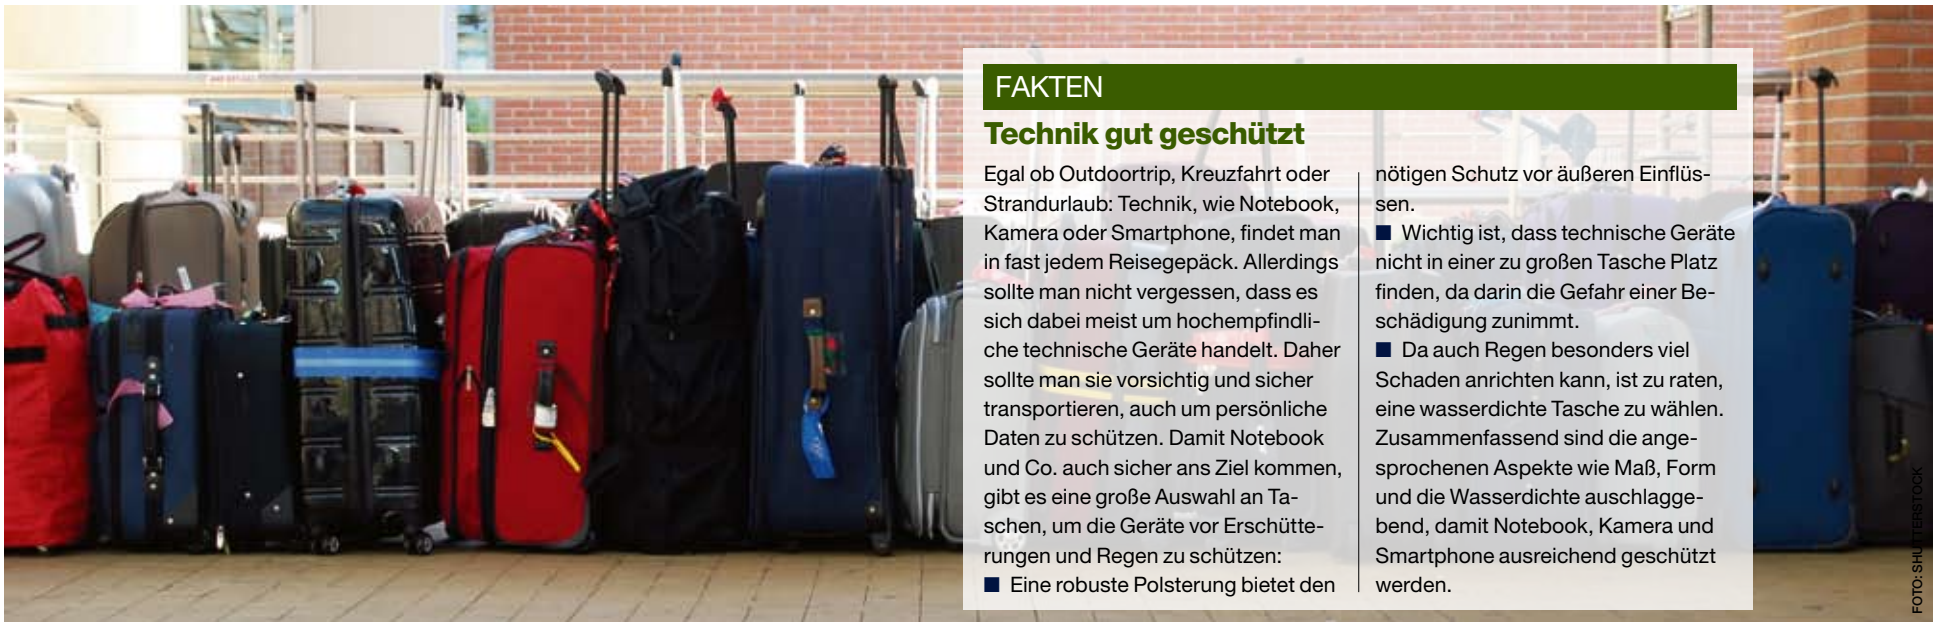 FAKTEN
Technik gut geschützt
Egal ob Outdoortrip, Kreuzfahrt oder
Strandurlaub: Technik, wie Notebook,
Kamera oder Smartphone, findet man
in fast jedem Reisegepäck. Allerdings
sollte man nicht vergessen, dass es
sich dabei meist um hochempfindli-
che technische Geräte handelt. Daher
sollte man sie vorsichtig und sicher
transportieren, auch um persönliche
Daten zu schützen. Damit Notebook
und Co. auch sicher ans Ziel kommen,
gibt es eine große Auswahl an Ta-
schen, um die Geräte vor Erschütte-
rungen und Regen zu schützen:
■ Eine robuste Polsterung bietet den
nötigen Schutz vor äußeren Einflüs-
sen.
■ Wichtig ist, dass technische Geräte
nicht in einer zu großen Tasche Platz
finden, da darin die Gefahr einer Be-
schädigung zunimmt.
■ Da auch Regen besonders viel
Schaden anrichten kann, ist zu raten,
eine wasserdichte Tasche zu wählen.
Zusammenfassend sind die ange-
sprochenen Aspekte wie Maß, Form
und die Wasserdichte auschlagge-
bend, damit Notebook, Kamera und
Smartphone ausreichend geschützt
werden.
FOTO: SHUTTERSTOCK